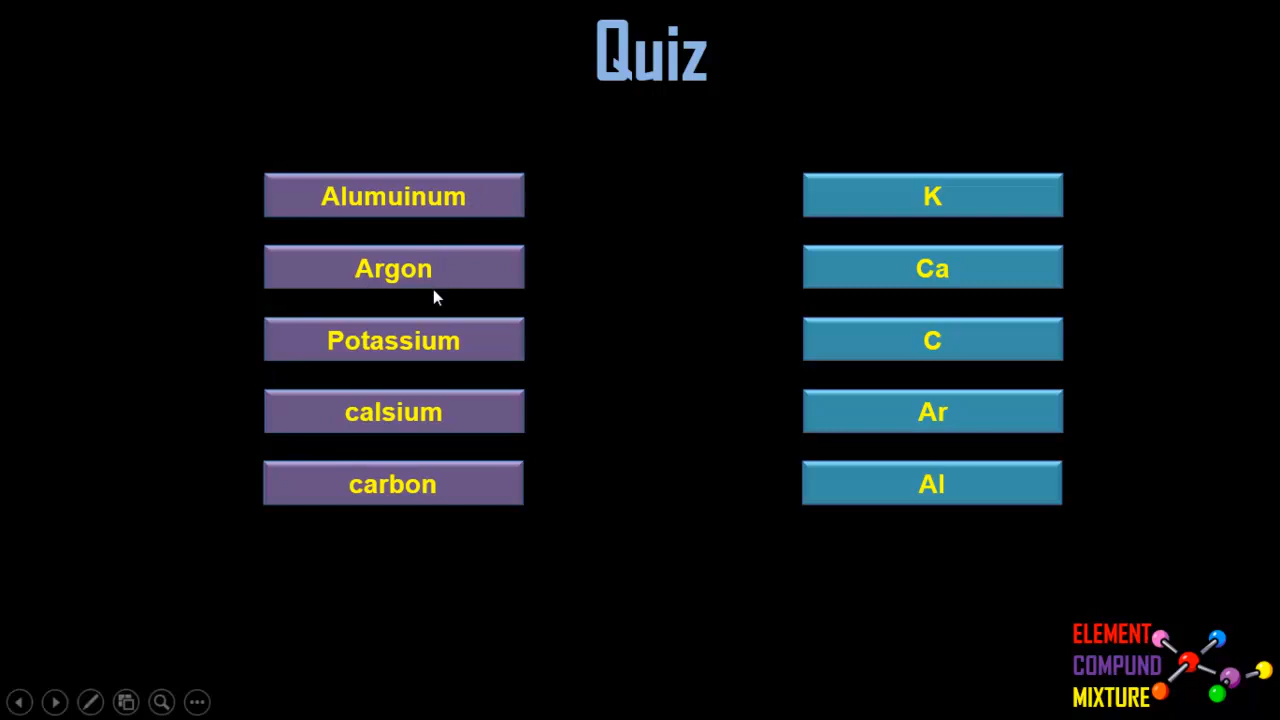 Quiz
Alumuinum
K
Argon
Ca
Potassium
C
calsium
Ar
carbon
Al
ELEMENT
COMPUND
MIXTURE